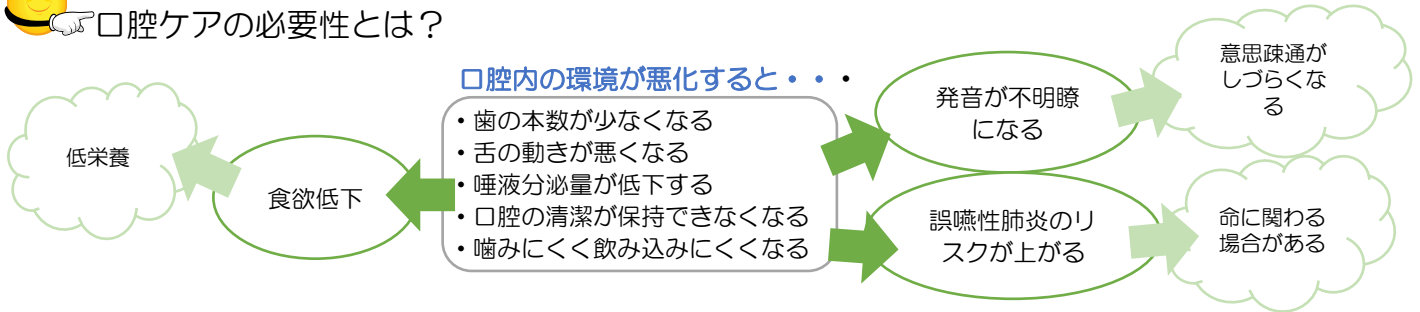 ☞口腔ケアの必要性とは？
口腔内の環境が悪化すると・・・
・歯の本数が少なくなる
・舌の動きが悪くなる
・唾液分泌量が低下する
・口腔の清潔が保持できなくなる
・噛みにくく飲み込みにくくなる
食欲低下
低栄養
発音が不明瞭
になる
意思疎通が
しづらくな
る
誤嚥性肺炎のリ
スクが上がる
命に関わる
場合がある